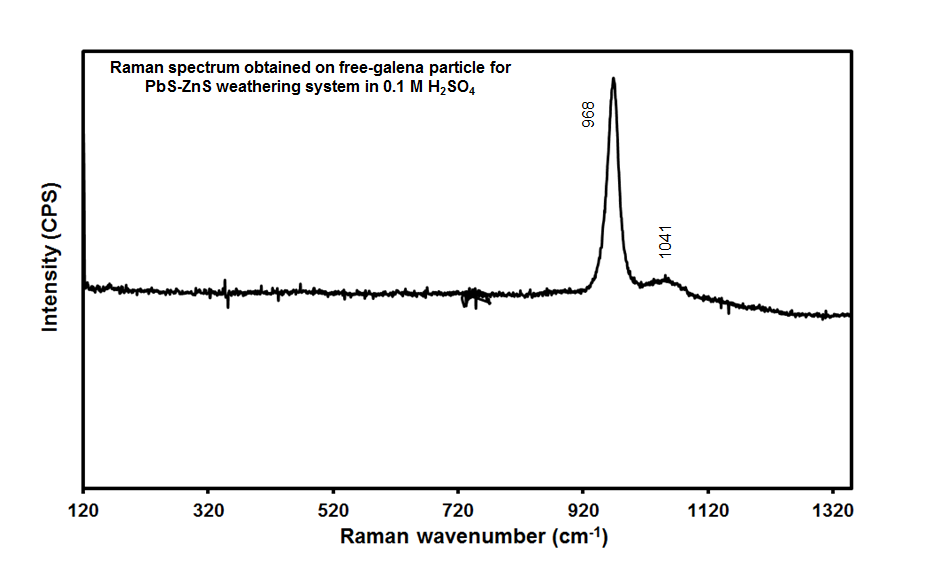 Raman spectrum obtained on free-galena particle for
PbS-ZnS weathering system in 0.1 M H₂SO₄
968
1041
Intensity (CPS)
120 320 520 720 920 1120 1320
Raman wavenumber (cm⁻¹)